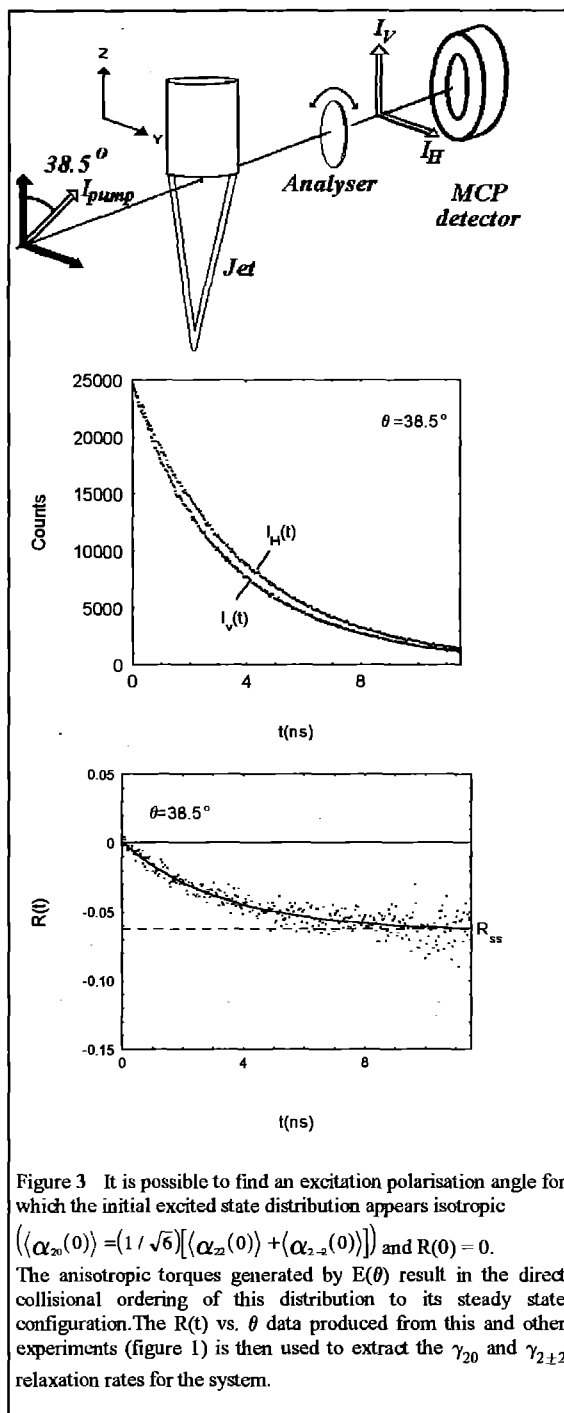 Z
Y
38.5°
I_pump
Jet
Analyser
I_V
I_H
MCP
detector
25000
20000
15000
10000
5000
0
Counts
θ=38.5°
I_H(t)
I_v(t)
0 4 8
t(ns)
0.05
0
-0.05
-0.10
-0.15
R(t)
θ=38.5°
R_ss
0 4 8
t(ns)
Figure 3 It is possible to find an excitation polarisation angle for
which the initial excited state distribution appears isotropic
(⟨α₂₀(0)⟩ =(1/√6)[⟨α₂₂(0)⟩ +⟨α₂₋₂(0)⟩]) and R(0) = 0.
The anisotropic torques generated by E(θ) result in the direct
collisional ordering of this distribution to its steady state
configuration.The R(t) vs. θ data produced from this and other
experiments (figure 1) is then used to extract the γ₂₀ and γ₂±₂
relaxation rates for the system.